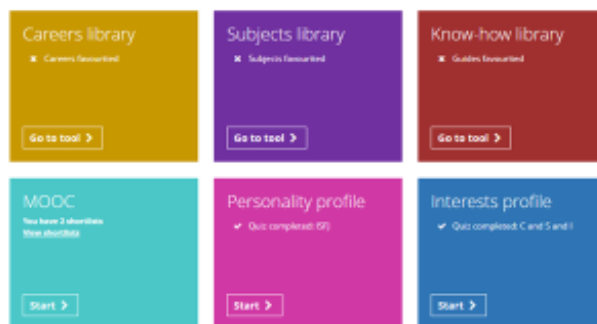 Careers library
✖ Careers favourited
Go to tool >
Subjects library
✖ Subjects favourited
Go to tool >
Know-how library
✖ Guides favourited
Go to tool >
MOOC
You have 2 shortlists
View shortlists
Start >
Personality profile
✔ Quiz completed: ISFJ
Start >
Interests profile
✔ Quiz completed: C and S and I
Start >